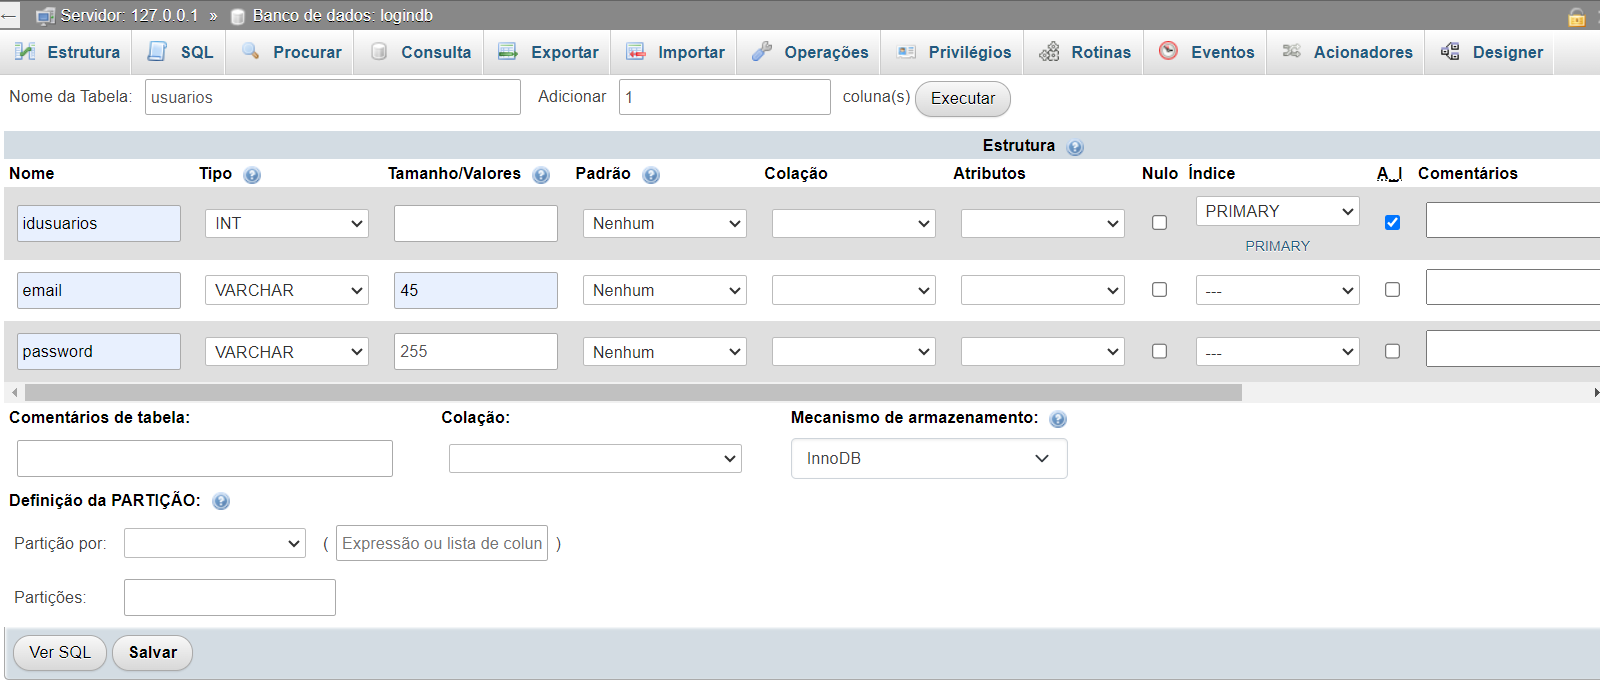 ← Servidor: 127.0.0.1 » Banco de dados: logindb
Estrutura SQL Procurar Consulta Exportar Importar Operações Privilégios Rotinas Eventos Acionadores Designer
Nome da Tabela: usuarios Adicionar 1 coluna(s) Executar
Estrutura
Nome Tipo Tamanho/Valores Padrão Colação Atributos Nulo Índice A_I Comentários
idusuarios INT Nenhum PRIMARY
PRIMARY
email VARCHAR 45 Nenhum ---
password VARCHAR 255 Nenhum ---
Comentários de tabela: Colação: Mecanismo de armazenamento:
InnoDB
Definição da PARTIÇÃO:
Partição por: ( Expressão ou lista de colun )
Partições:
Ver SQL Salvar